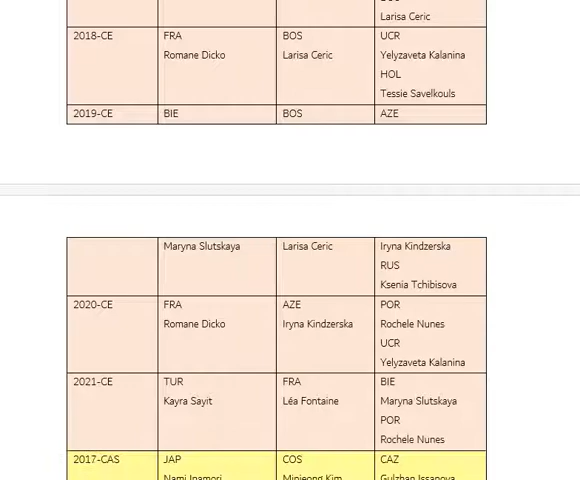 Larisa Ceric
2018-CE FRA BOS UCR
Romane Dicko Larisa Ceric Yelyzaveta Kalanina
HOL
Tessie Savelkouls
2019-CE BIE BOS AZE
Maryna Slutskaya Larisa Ceric Iryna Kindzerska
RUS
Ksenia Tchibisova
2020-CE FRA AZE POR
Romane Dicko Iryna Kindzerska Rochele Nunes
UCR
Yelyzaveta Kalanina
2021-CE TUR FRA BIE
Kayra Sayit Léa Fontaine Maryna Slutskaya
POR
Rochele Nunes
2017-CAS JAP COS CAZ
Nami Inamori Minjeong Kim Gulzhan Issanova